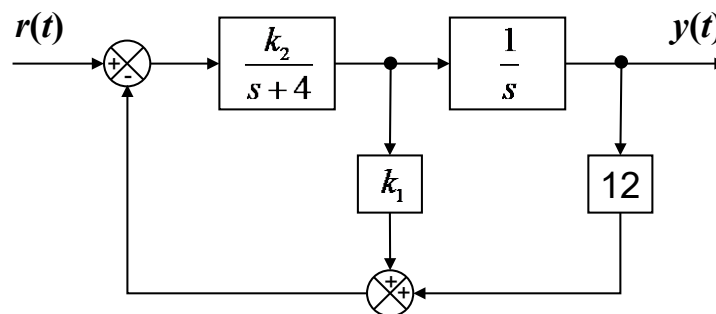 r(t)
y(t)
+
-
k₂
s + 4
1
s
k₁
12
+
+